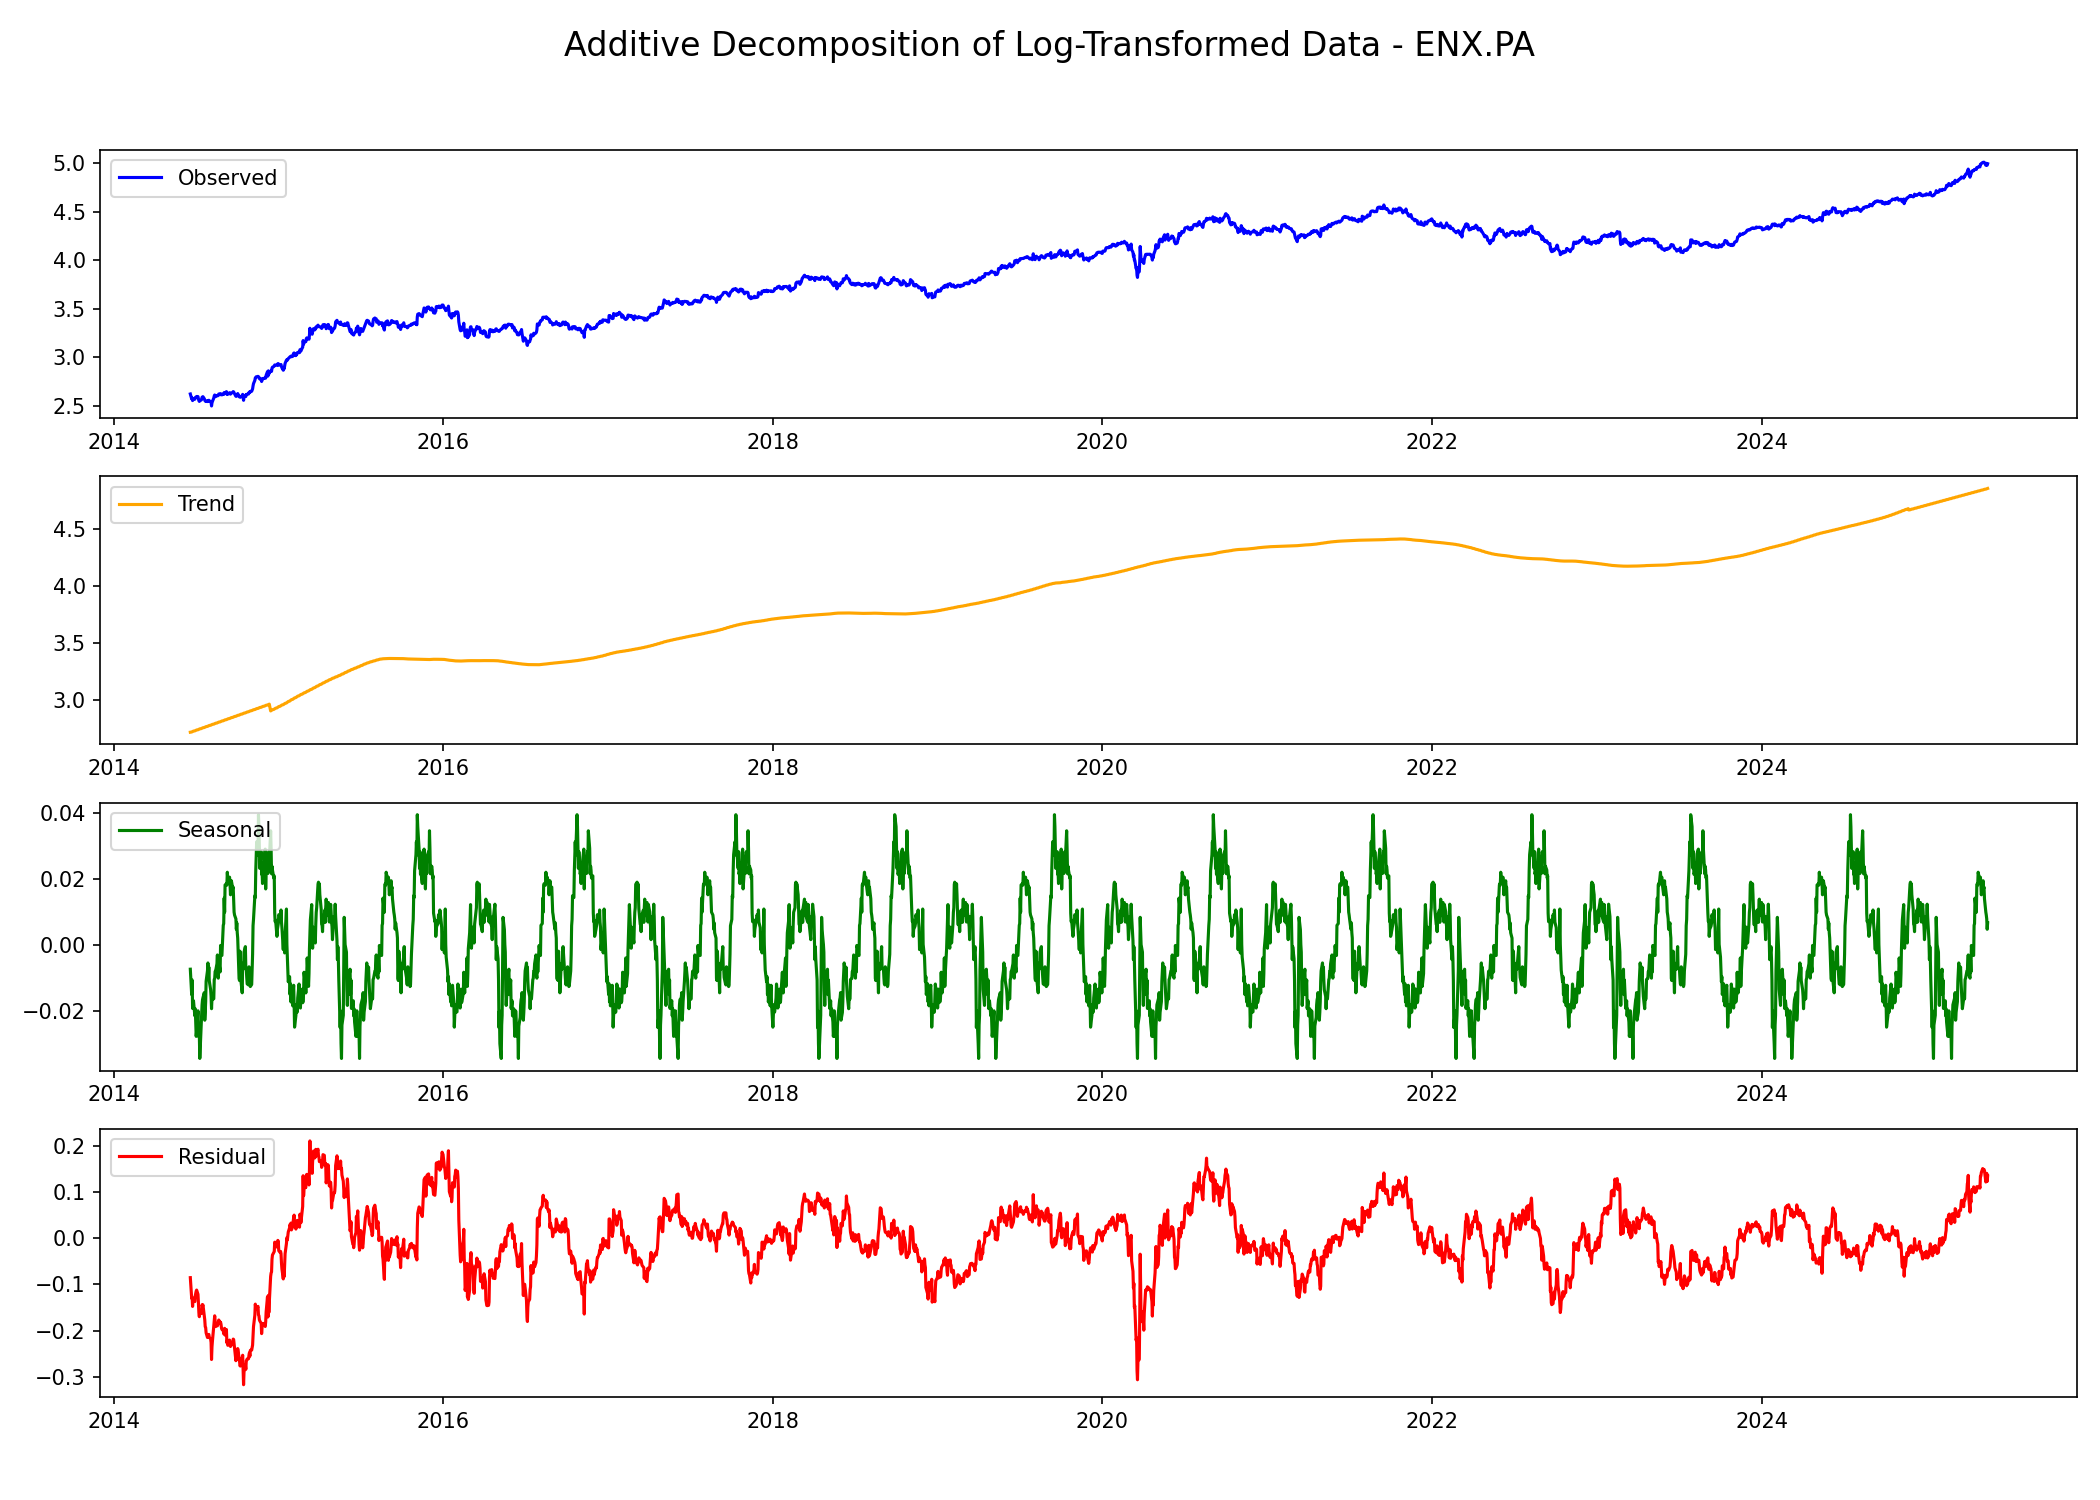 Additive Decomposition of Log-Transformed Data - ENX.PA
5.0
Observed
4.5
4.0
3.5
3.0
2.5
2014 2016 2018 2020 2022 2024
Trend
4.5
4.0
3.5
3.0
2014 2016 2018 2020 2022 2024
0.04
Seasonal
0.02
0.00
−0.02
2014 2016 2018 2020 2022 2024
0.2
Residual
0.1
0.0
−0.1
−0.2
−0.3
2014 2016 2018 2020 2022 2024